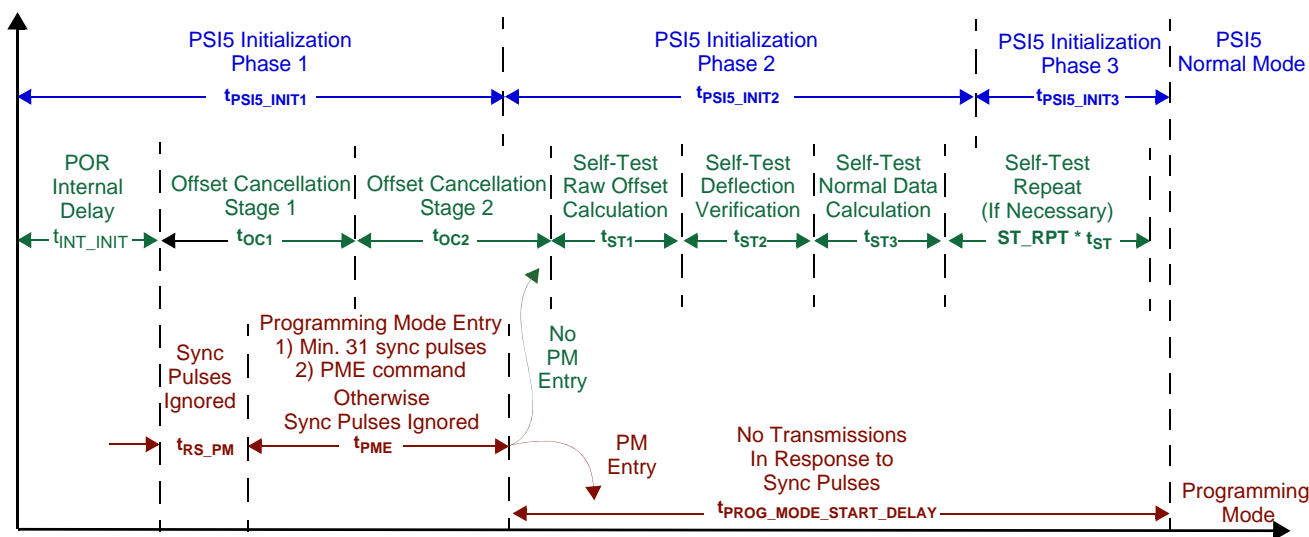 PSI5 Initialization
Phase 1
tPSI5_INIT1
PSI5 Initialization
Phase 2
tPSI5_INIT2
PSI5 Initialization
Phase 3
tPSI5_INIT3
PSI5
Normal Mode
POR
Internal
Delay
tINT_INIT
Offset Cancellation
Stage 1
tOC1
Offset Cancellation
Stage 2
tOC2
Self-Test
Raw Offset
Calculation
tST1
Self-Test
Deflection
Verification
tST2
Self-Test
Normal Data
Calculation
tST3
Self-Test
Repeat
(If Necessary)
ST_RPT * tST
Sync
Pulses
Ignored
tRS_PM
Programming Mode Entry
1) Min. 31 sync pulses
2) PME command
Otherwise
Sync Pulses Ignored
tPME
No
PM
Entry
PM
Entry
No Transmissions
In Response to
Sync Pulses
tPROG_MODE_START_DELAY
Programming
Mode